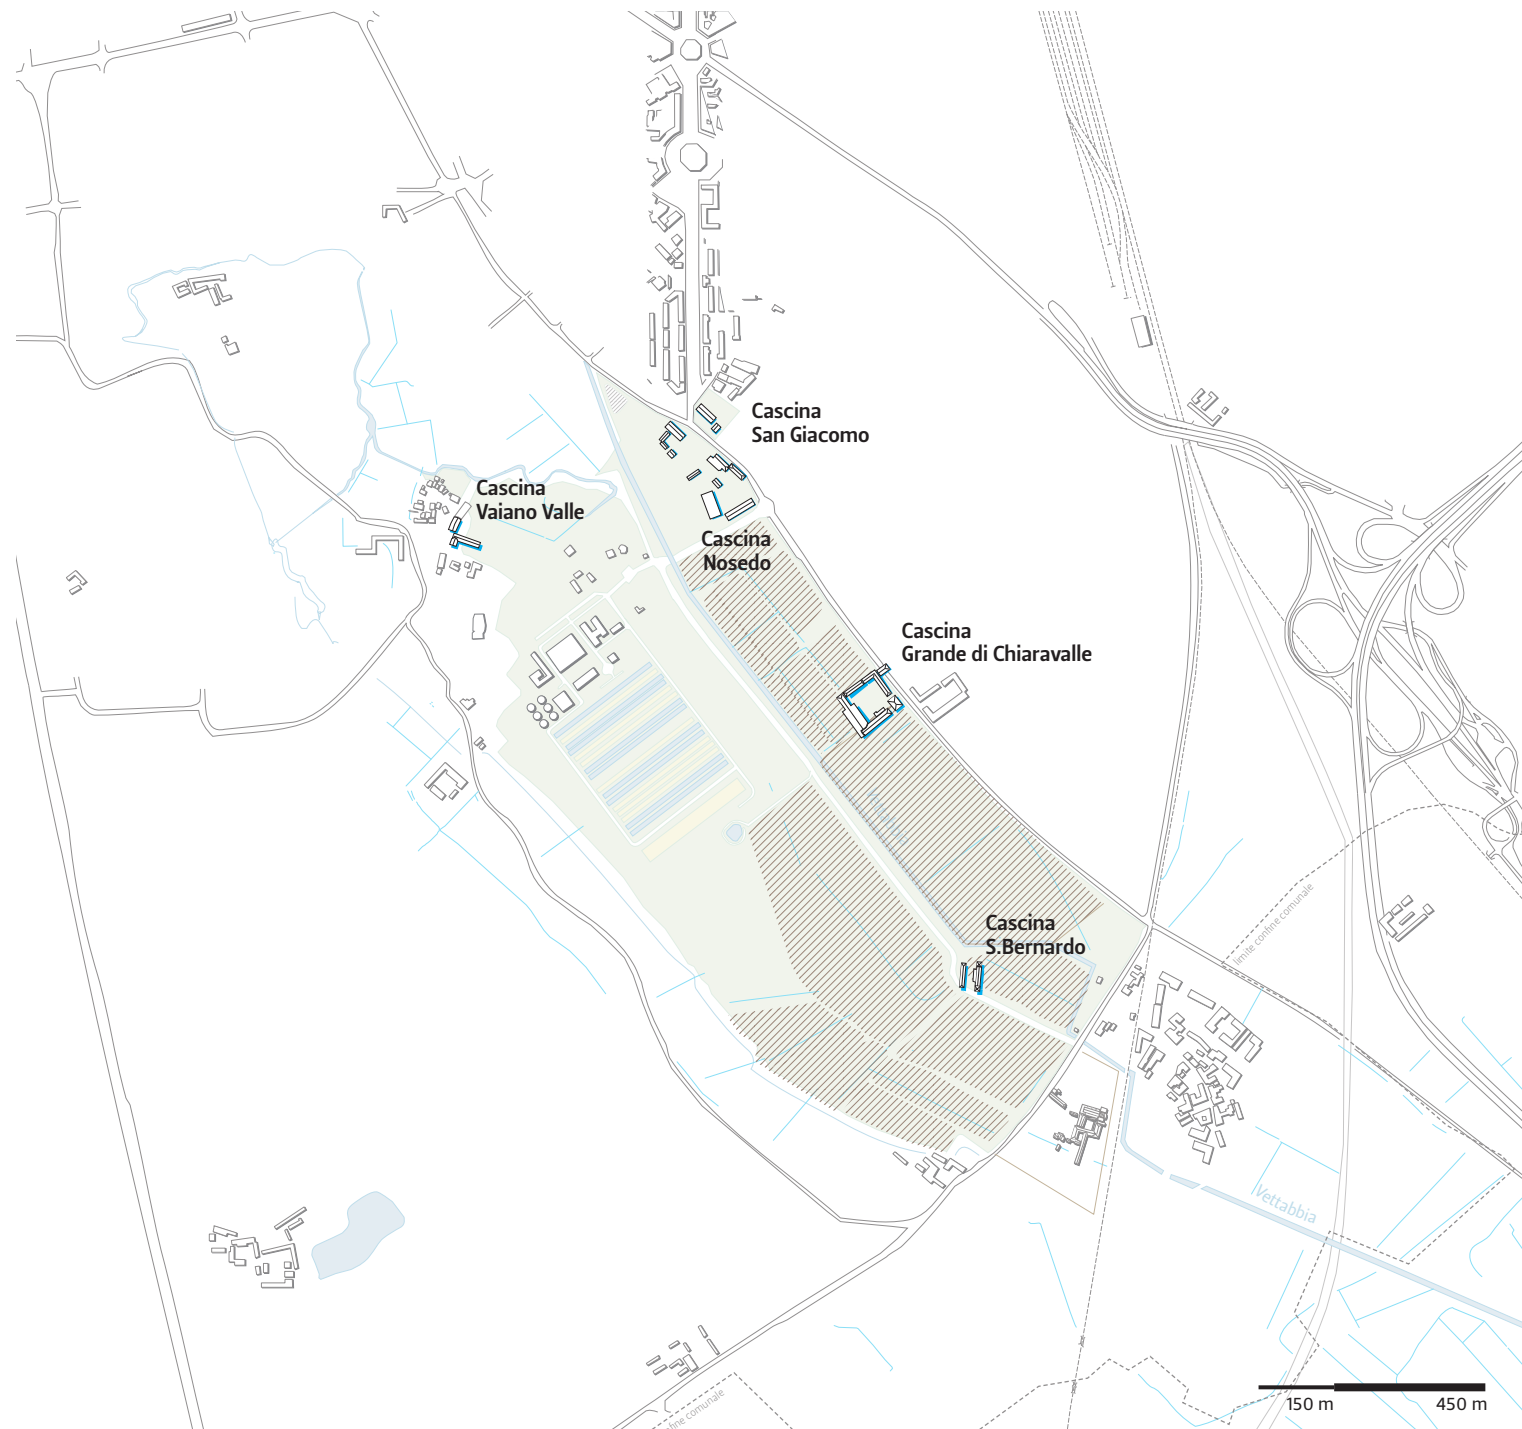 Cascina
San Giacomo
Cascina
Vaiano Valle
Cascina
Nosedo
Cascina
Grande di Chiaravalle
Cascina
S.Bernardo
limite confine comunale
Vettabbia
fine comunale
150 m
450 m